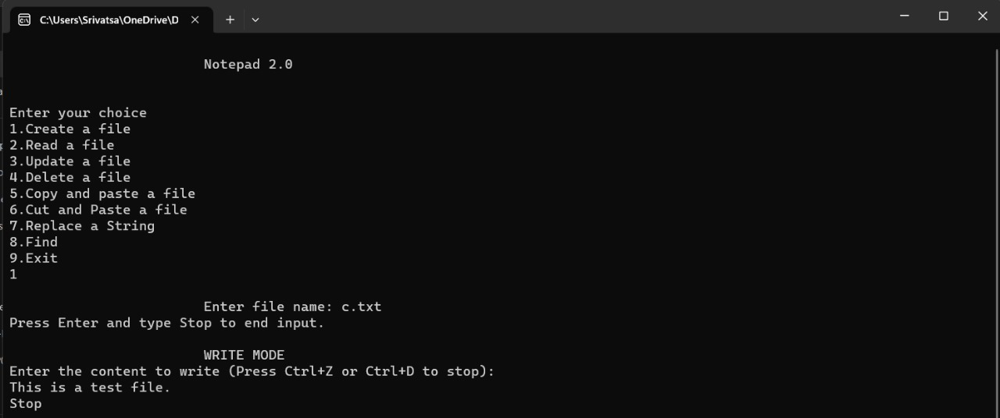 C:\Users\Srivatsa\OneDrive\D
Notepad 2.0
Enter your choice
1.Create a file
2.Read a file
3.Update a file
4.Delete a file
5.Copy and paste a file
6.Cut and Paste a file
7.Replace a String
8.Find
9.Exit
1
Enter file name: c.txt
Press Enter and type Stop to end input.
WRITE MODE
Enter the content to write (Press Ctrl+Z or Ctrl+D to stop):
This is a test file.
Stop